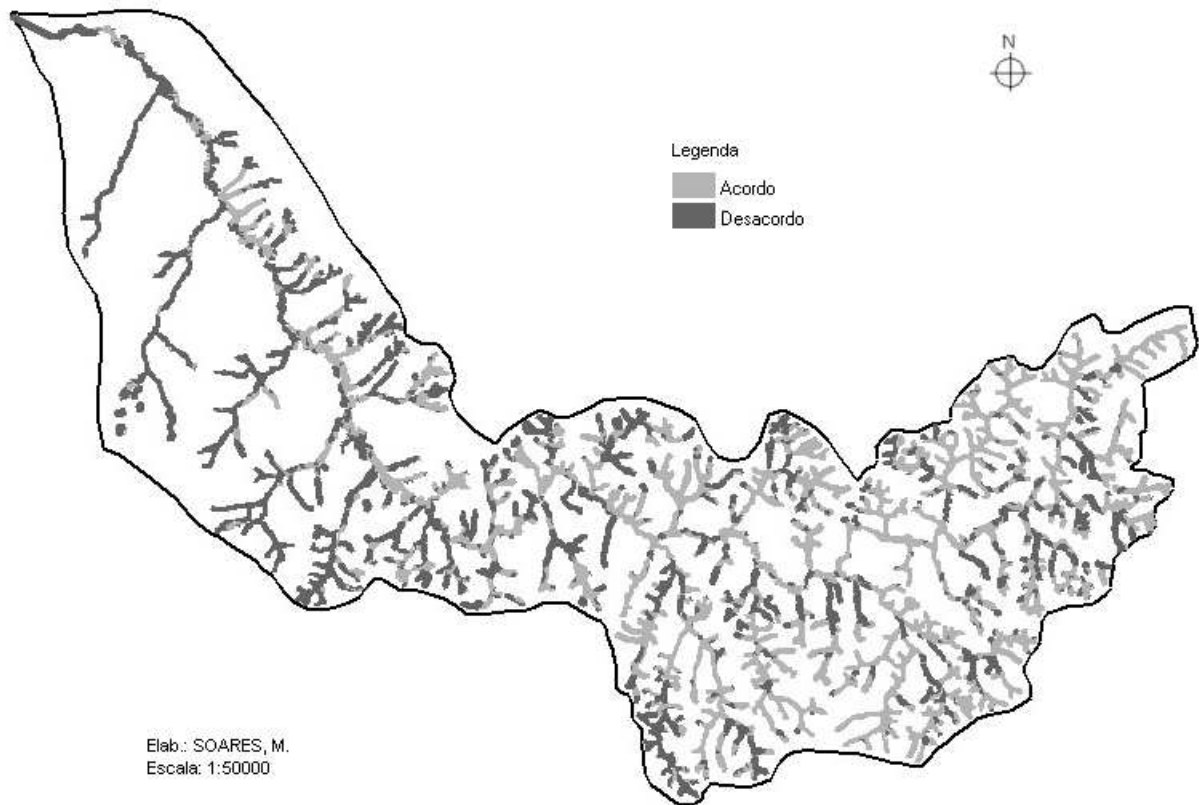 N
Legenda
Acordo
Desacordo
Elab.: SOARES, M.
Escala: 1:50000